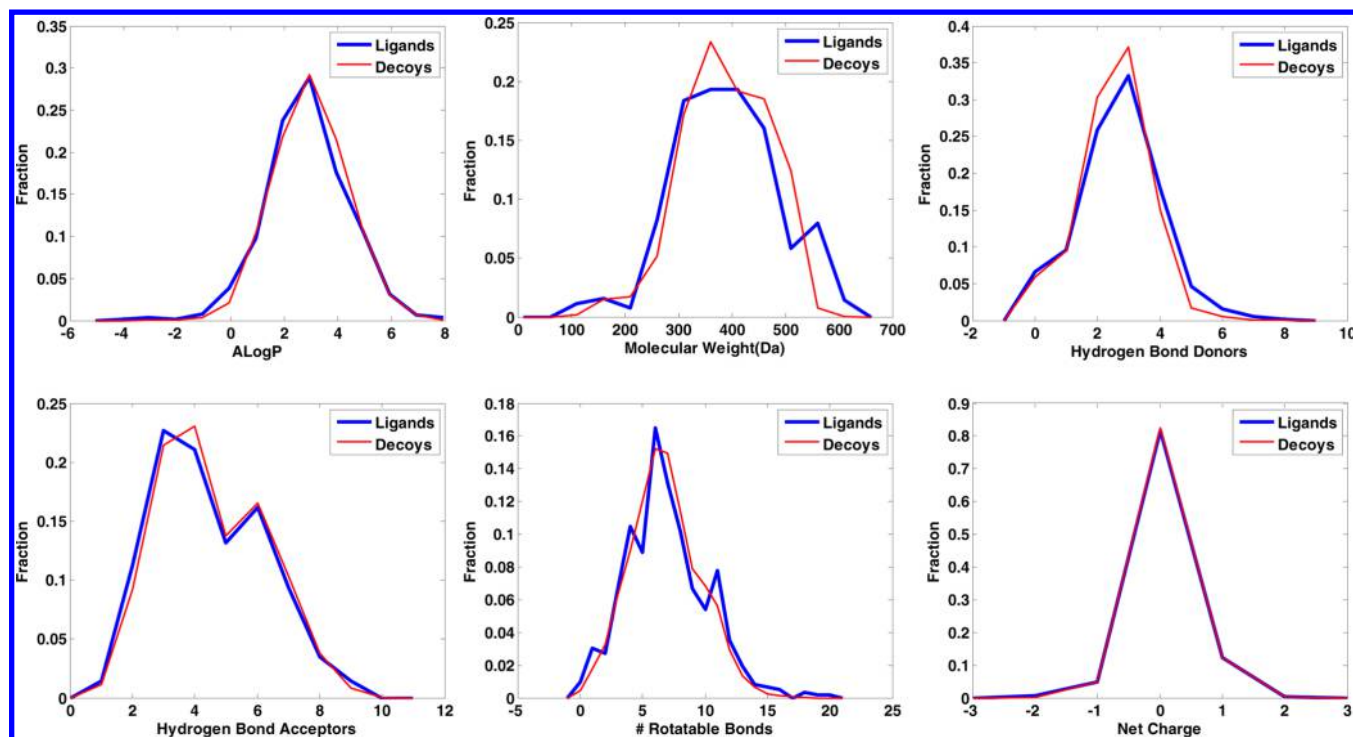 0.35
0.3
0.25
0.2
0.15
0.1
0.05
0
Fraction
Ligands
Decoys
-6 -4 -2 0 2 4 6 8
ALogP
0.25
0.2
0.15
0.1
0.05
0
Fraction
Ligands
Decoys
0 100 200 300 400 500 600 700
Molecular Weight(Da)
0.4
0.35
0.3
0.25
0.2
0.15
0.1
0.05
0
Fraction
Ligands
Decoys
-2 0 2 4 6 8 10
Hydrogen Bond Donors
0.25
0.2
0.15
0.1
0.05
0
Fraction
Ligands
Decoys
0 2 4 6 8 10 12
Hydrogen Bond Acceptors
0.18
0.16
0.14
0.12
0.1
0.08
0.06
0.04
0.02
0
Fraction
Ligands
Decoys
-5 0 5 10 15 20 25
# Rotatable Bonds
0.9
0.8
0.7
0.6
0.5
0.4
0.3
0.2
0.1
0
Fraction
Ligands
Decoys
-3 -2 -1 0 1 2 3
Net Charge